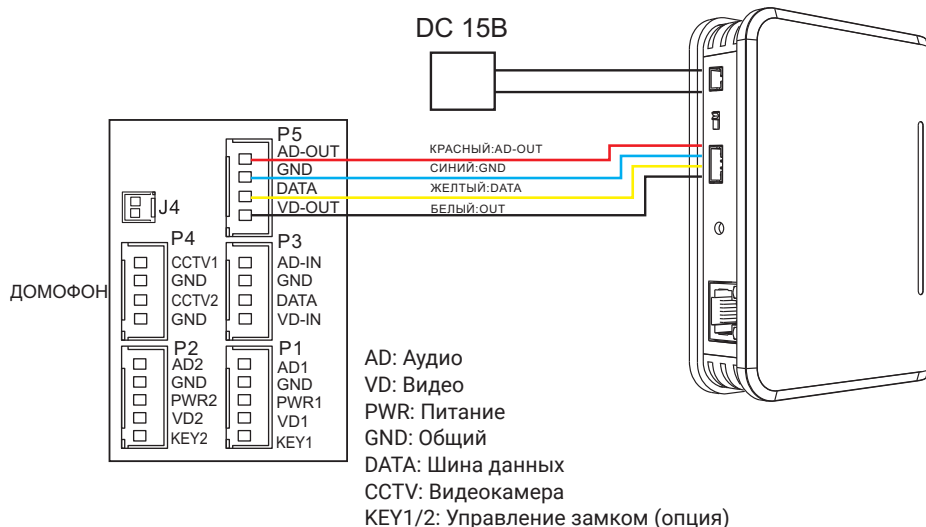 DC 15В
P5
AD-OUT
GND
DATA
VD-OUT
КРАСНЫЙ:AD-OUT
СИНИЙ:GND
ЖЕЛТЫЙ:DATA
БЕЛЫЙ:OUT
J4
P4
CCTV1
GND
CCTV2
GND
P3
AD-IN
GND
DATA
VD-IN
ДОМОФОН
P2
AD2
GND
PWR2
VD2
KEY2
P1
AD1
GND
PWR1
VD1
KEY1
AD: Аудио
VD: Видео
PWR: Питание
GND: Общий
DATA: Шина данных
CCTV: Видеокамера
KEY1/2: Управление замком (опция)